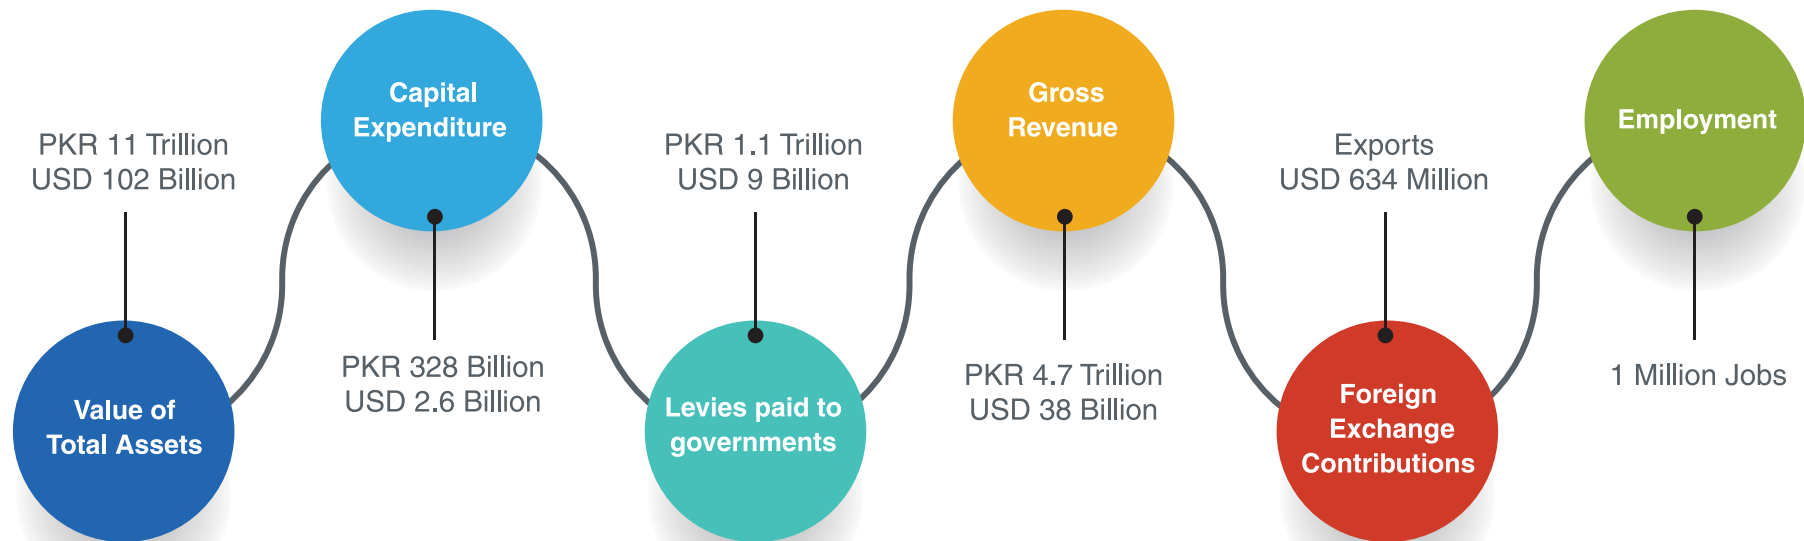 PKR 11 Trillion
USD 102 Billion
Value of
Total Assets
Capital
Expenditure
PKR 328 Billion
USD 2.6 Billion
PKR 1.1 Trillion
USD 9 Billion
Levies paid to
governments
Gross
Revenue
PKR 4.7 Trillion
USD 38 Billion
Exports
USD 634 Million
Foreign
Exchange
Contributions
Employment
1 Million Jobs